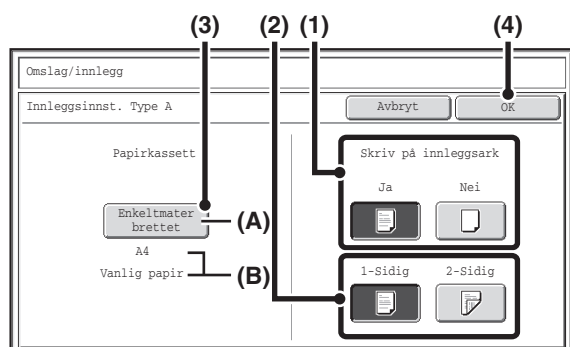 (3) (2) (1) (4)
Omslag/innlegg
Innleggsinnst. Type A
Avbryt
OK
Papirkassett
Skriv på innleggsark
Ja
Nei
Enkeltmater
brettet
(A)
A4
Vanlig papir
(B)
1-Sidig
2-Sidig